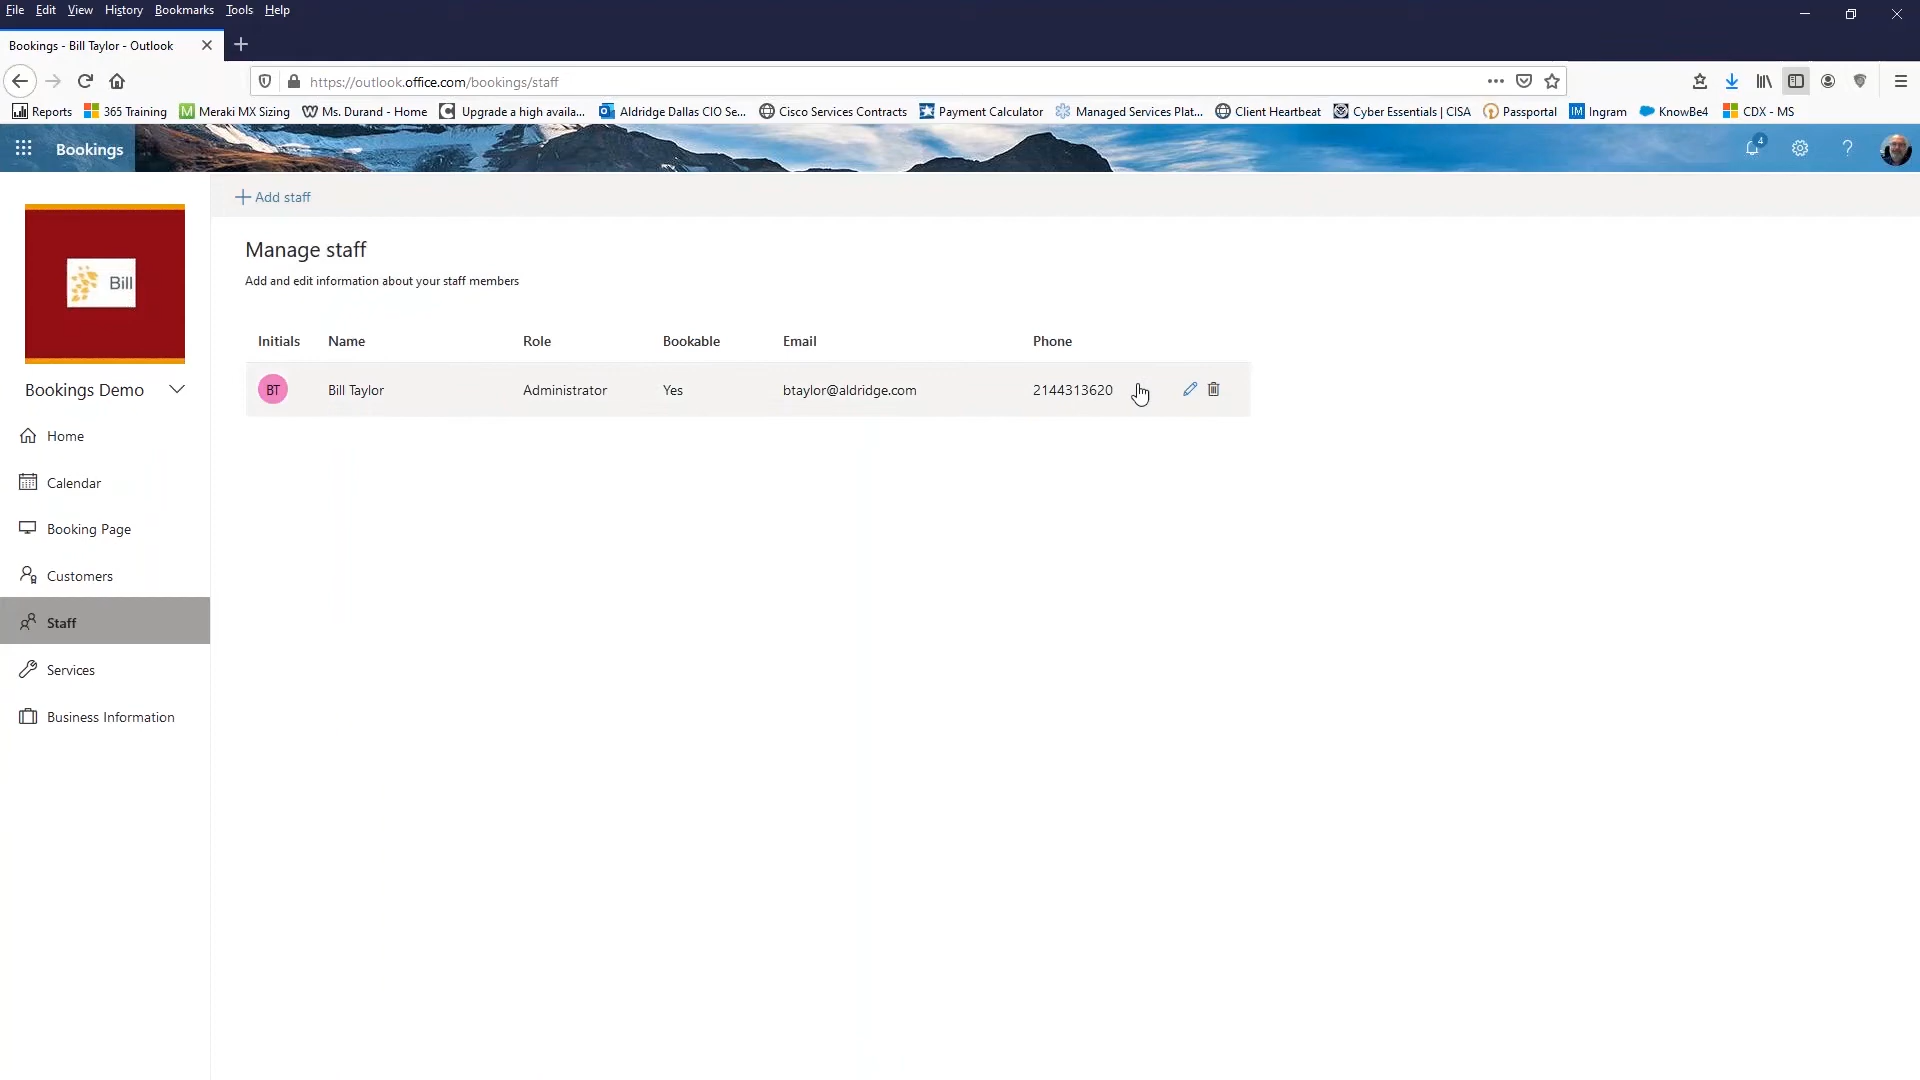 File Edit View History Bookmarks Tools Help
Bookings - Bill Taylor - Outlook
https://outlook.office.com/bookings/staff
Reports 365 Training Meraki MX Sizing Ms. Durand - Home Upgrade a high availa... Aldridge Dallas CIO Se... Cisco Services Contracts Payment Calculator Managed Services Plat... Client Heartbeat Cyber Essentials | CISA Passportal IM Ingram KnowBe4 CDX - MS
Bookings 4 ?
Add staff
Manage staff
Add and edit information about your staff members
Bill
Initials Name Role Bookable Email Phone
BT Bill Taylor Administrator Yes btaylor@aldridge.com 2144313620
Bookings Demo
Home
Calendar
Booking Page
Customers
Staff
Services
Business Information